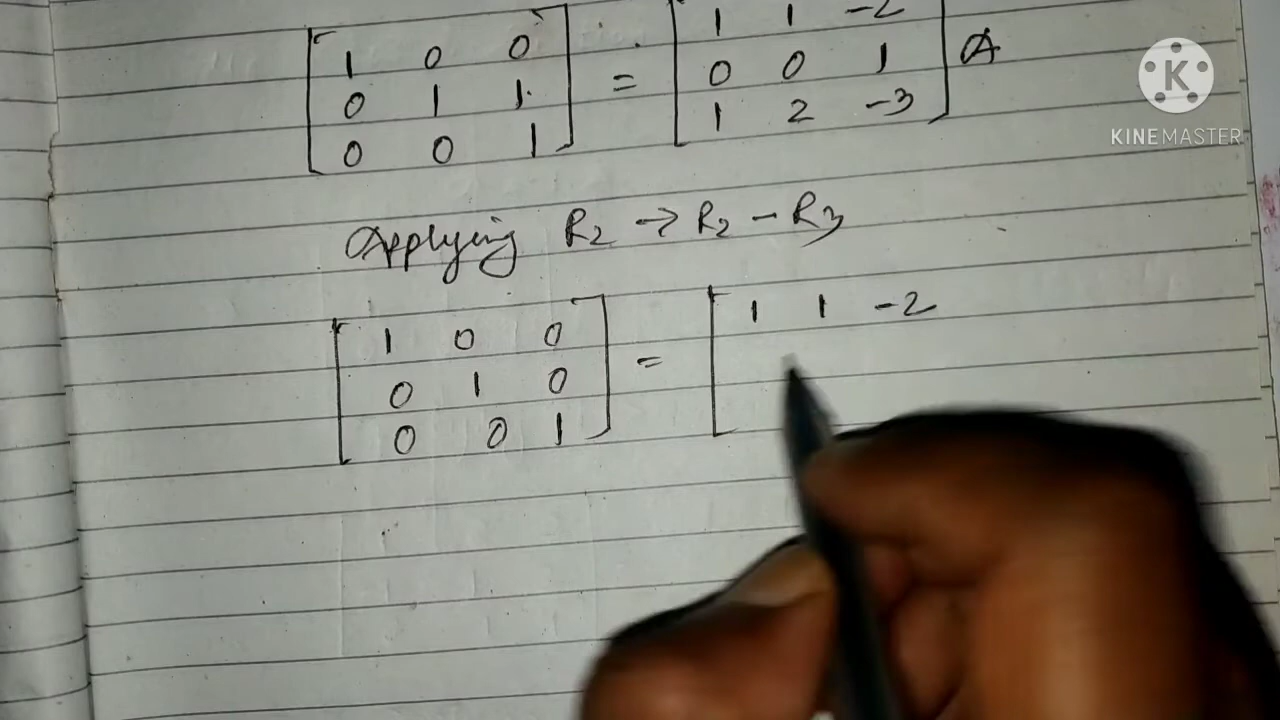 1 0 0 = 1 1 -2 A
0 1 1 0 0 1
0 0 1 1 2 -3
K
KINEMASTER
Applying R2 → R2 - R3
1 0 0 = 1 1 -2
0 1 0
0 0 1